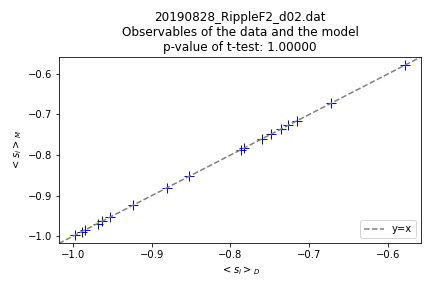 20190828_RippleF2_d02.dat
Observables of the data and the model
p-value of t-test: 1.00000
−0.6
−0.7
−0.8
−0.9
−1.0
< s_i >_M
y=x
−1.0 −0.9 −0.8 −0.7 −0.6
< s_i >_D